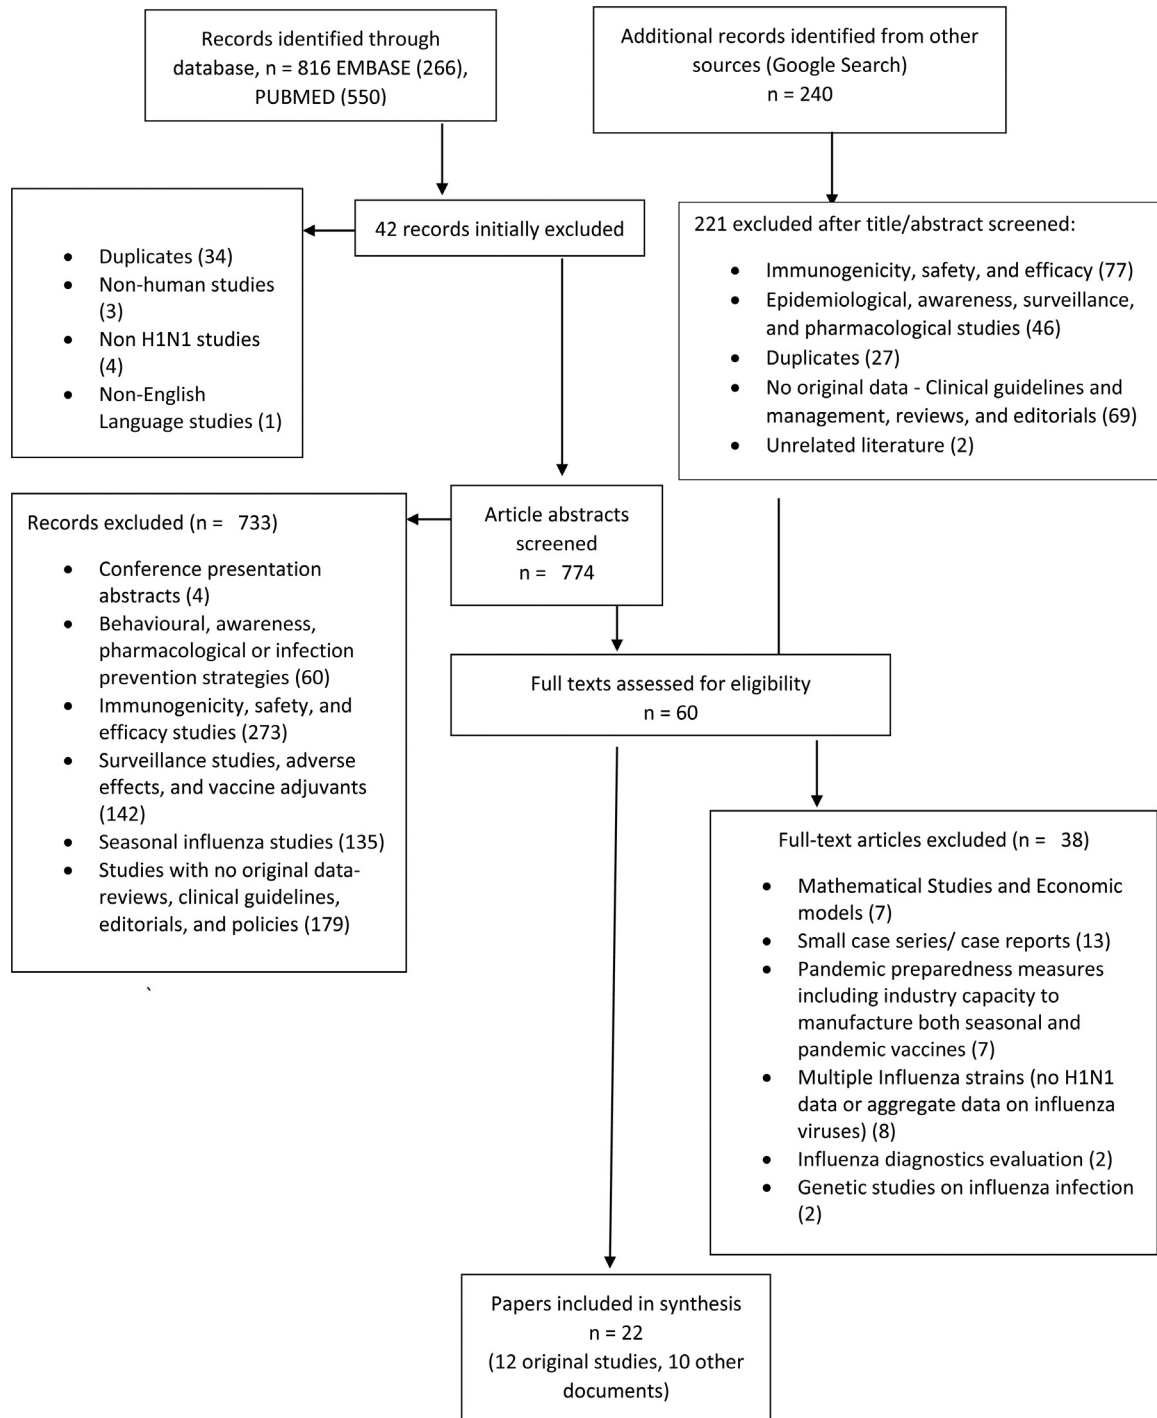 Records identified through
database, n = 816 EMBASE (266),
PUBMED (550)
Additional records identified from other
sources (Google Search)
n = 240
42 records initially excluded
• Duplicates (34)
• Non-human studies
(3)
• Non H1N1 studies
(4)
• Non-English
Language studies (1)
221 excluded after title/abstract screened:
• Immunogenicity, safety, and efficacy (77)
• Epidemiological, awareness, surveillance,
and pharmacological studies (46)
• Duplicates (27)
• No original data - Clinical guidelines and
management, reviews, and editorials (69)
• Unrelated literature (2)
Article abstracts
screened
n = 774
Records excluded (n = 733)
• Conference presentation
abstracts (4)
• Behavioural, awareness,
pharmacological or infection
prevention strategies (60)
• Immunogenicity, safety, and
efficacy studies (273)
• Surveillance studies, adverse
effects, and vaccine adjuvants
(142)
• Seasonal influenza studies (135)
• Studies with no original data-
reviews, clinical guidelines,
editorials, and policies (179)
`
Full texts assessed for eligibility
n = 60
Full-text articles excluded (n = 38)
• Mathematical Studies and Economic
models (7)
• Small case series/ case reports (13)
• Pandemic preparedness measures
including industry capacity to
manufacture both seasonal and
pandemic vaccines (7)
• Multiple Influenza strains (no H1N1
data or aggregate data on influenza
viruses) (8)
• Influenza diagnostics evaluation (2)
• Genetic studies on influenza infection
(2)
Papers included in synthesis
n = 22
(12 original studies, 10 other
documents)